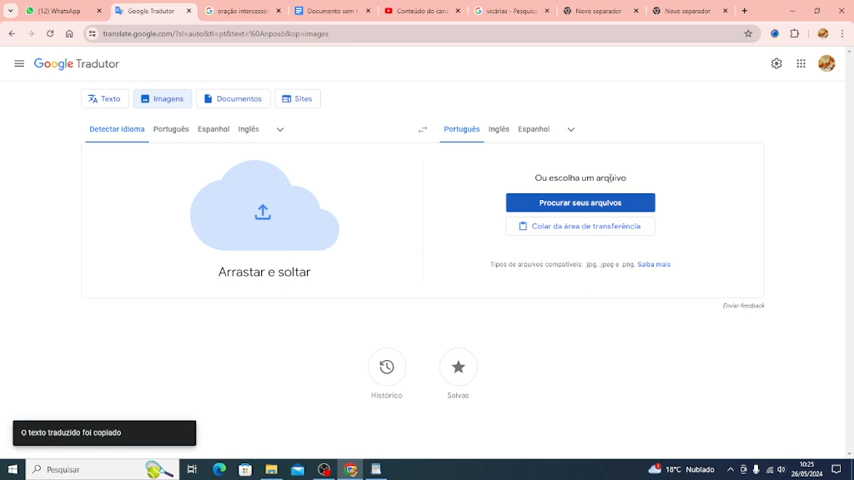 (12) WhatsApp
Google Tradutor
oração intercesso
Documento sem t
Conteúdo do can
vicárias - Pesquisa
Novo separador
Novo separador
translate.google.com/?sl=auto&tl=pt&text=%0Aripos6&op=images
Google Tradutor
Texto
Imagens
Documentos
Sites
Detectar idioma Português Espanhol Inglês
Português Inglês Espanhol
Ou escolha um arquivo
Procurar seus arquivos
Colar da área de transferência
Arrastar e soltar
Tipos de arquivos compatíveis: .jpg, .jpeg e .png. Saiba mais
Enviar feedback
Histórico
Salvas
O texto traduzido foi copiado
Pesquisar
18°C Nublado
10:25
26/05/2024